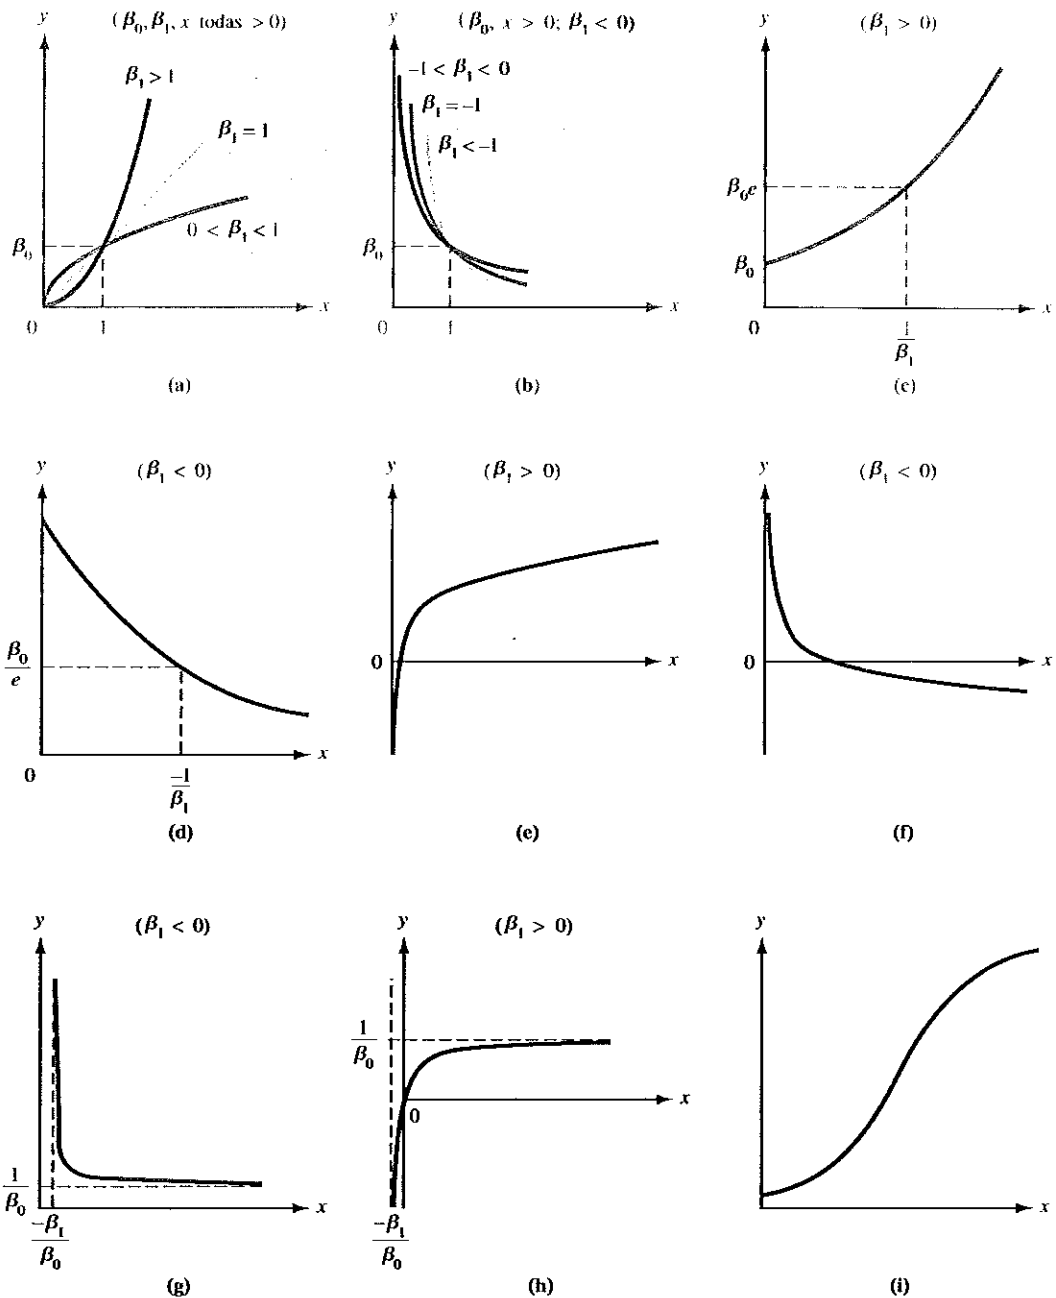 y (β₀, β₁, x todas > 0)
β₁ > 1
β₁ = 1
0 < β₁ < 1
β₀
0 1 x
(a)
y (β₀, x > 0; β₁ < 0)
-1 < β₁ < 0
β₁ = -1
β₁ < -1
β₀
0 1 x
(b)
y (β₁ > 0)
β₀e
β₀
0 x
1
β₁
(c)
y (β₁ < 0)
β₀
e
0 x
-1
β₁
(d)
y (β₁ > 0)
0 x
(e)
y (β₁ < 0)
0 x
(f)
y (β₁ < 0)
1
β₀
x
-β₁
β₀
(g)
y (β₁ > 0)
1
β₀
0 x
-β₁
β₀
(h)
y
x
(i)